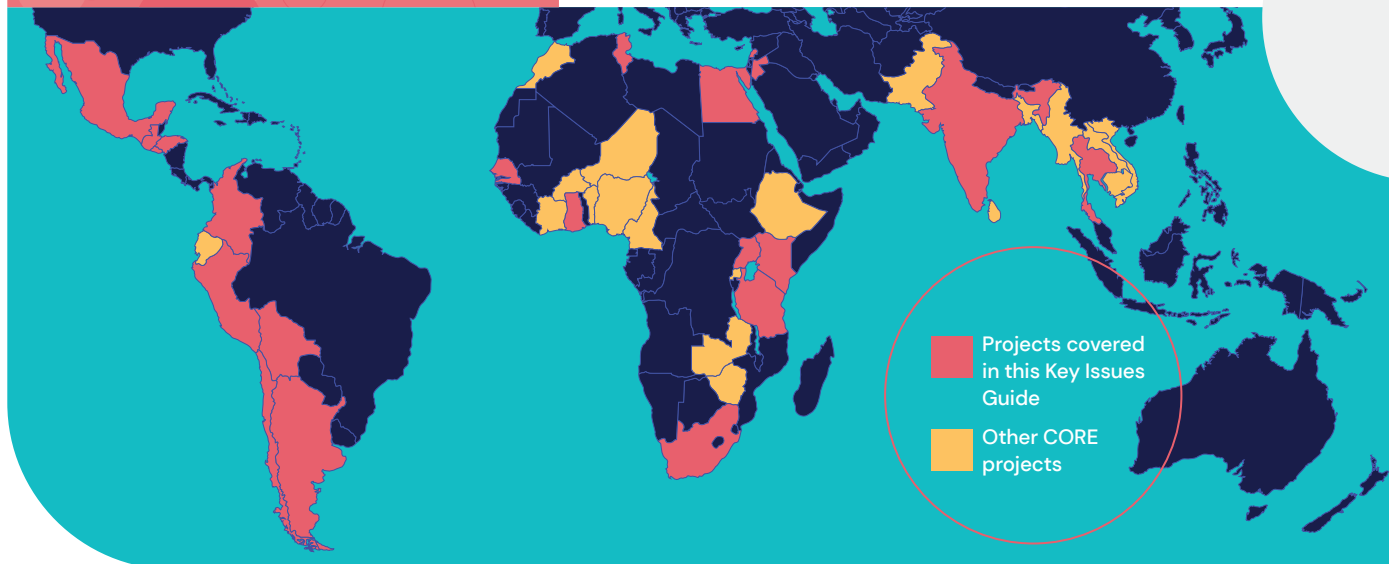 Projects covered
in this Key Issues
Guide
Other CORE
projects